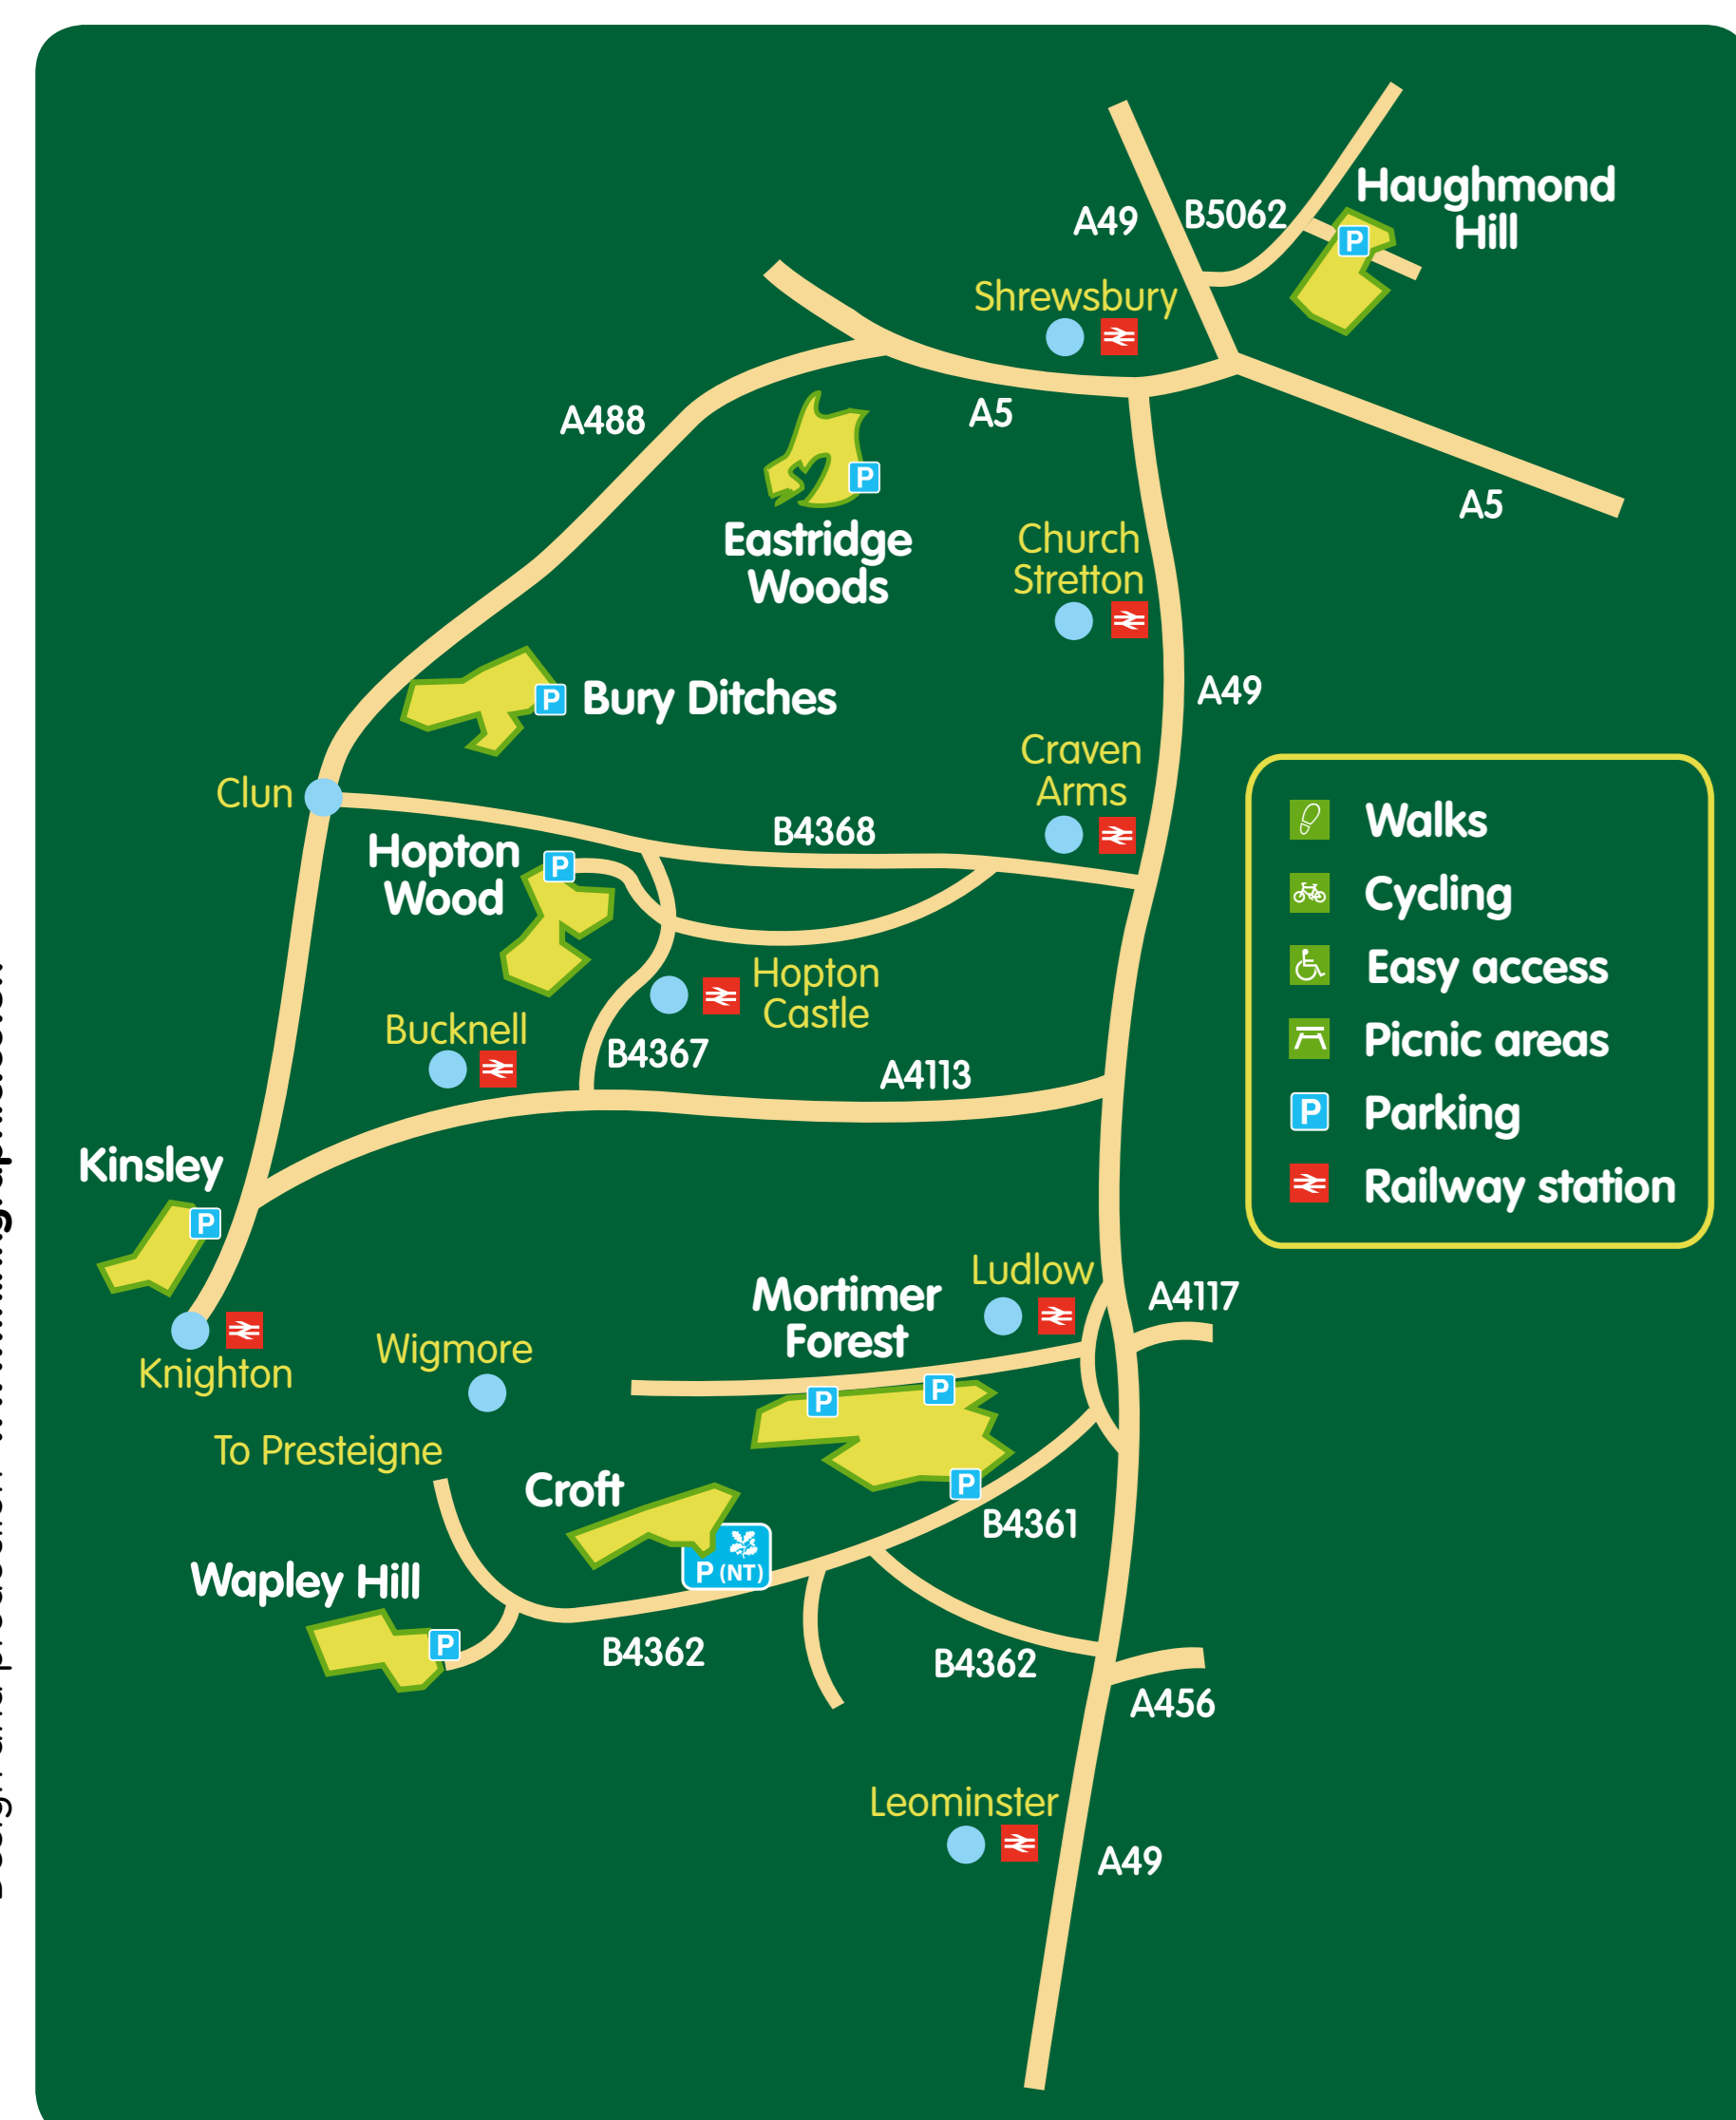 Haughmond
Hill
A49
B5062
Shrewsbury
A488
A5
A5
Eastridge
Woods
P
P
Church
Stretton
Bury Ditches
P
A49
Craven
Arms
Clun
B4368
Hopton
Wood
P
Hopton
Castle
Bucknell
B4367
A4113
Walks
Cycling
Easy access
Picnic areas
P Parking
Railway station
Kinsley
P
Knighton
Ludlow
A4117
Mortimer
Forest
P
P
P
Wigmore
To Presteigne
Croft
P (NT)
B4361
Wapley Hill
P
B4362
B4362
A456
Leominster
A49